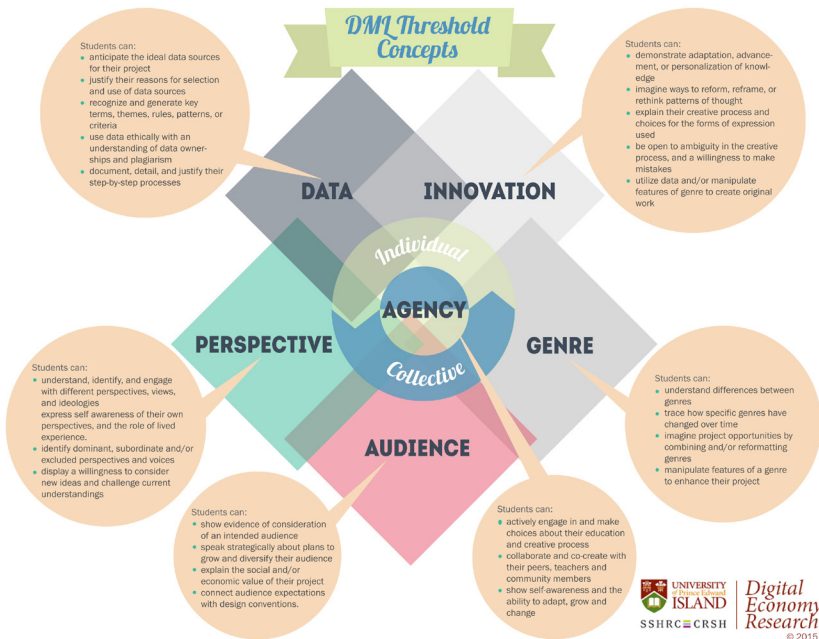 DML Threshold
Concepts
Students can:
anticipate the ideal data sources
for their project
justify their reasons for selection
and use of data sources
recognize and generate key
terms, themes, rules, patterns, or
criteria
use data ethically with an
understanding of data owner-
ships and plagiarism
document, detail, and justify their
step-by-step processes
Students can:
demonstrate adaptation, advance-
ment, or personalization of knowl-
edge
imagine ways to reform, reframe, or
rethink patterns of thought
explain their creative process and
choices for the forms of expression
used
be open to ambiguity in the creative
process, and a willingness to make
mistakes
utilize data and/or manipulate
features of genre to create original
work
DATA
INNOVATION
Individual
AGENCY
Collective
PERSPECTIVE
GENRE
AUDIENCE
Students can:
understand, identify, and engage
with different perspectives, views,
and ideologies
express self awareness of their own
perspectives, and the role of lived
experience.
identify dominant, subordinate and/or
excluded perspectives and voices
display a willingness to consider
new ideas and challenge current
understandings
Students can:
understand differences between
genres
trace how specific genres have
changed over time
imagine project opportunities by
combining and/or reformatting
genres
manipulate features of a genre
to enhance their project
Students can:
show evidence of consideration
of an intended audience
speak strategically about plans to
grow and diversify their audience
explain the social and/or
economic value of their project
connect audience expectations
with design conventions.
Students can:
actively engage in and make
choices about their education
and creative process
collaborate and co-create with
their peers, teachers and
community members
show self-awareness and the
ability to adapt, grow and
change
UNIVERSITY
of Prince Edward
ISLAND
SSHRC≡CRSH
Digital
Economy
Research
© 2015